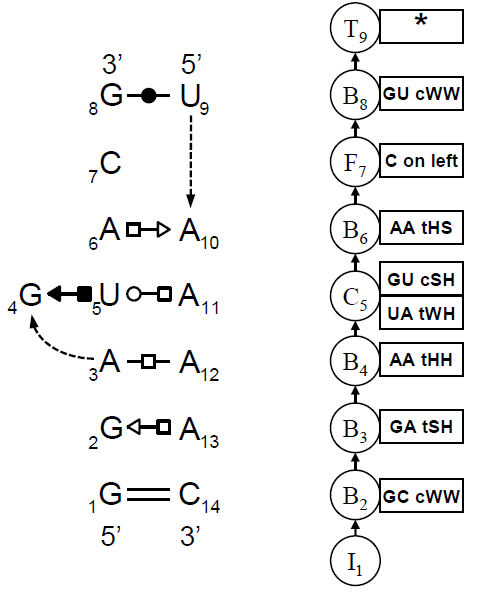 3’ 5’
8G U9
7C
6A A10
4G 5U A11
3A A12
2G A13
1G C14
5’ 3’
T9 *
B8 GU cWW
F7 C on left
B6 AA tHS
C5 GU cSH
UA tWH
B4 AA tHH
B3 GA tSH
B2 GC cWW
I1